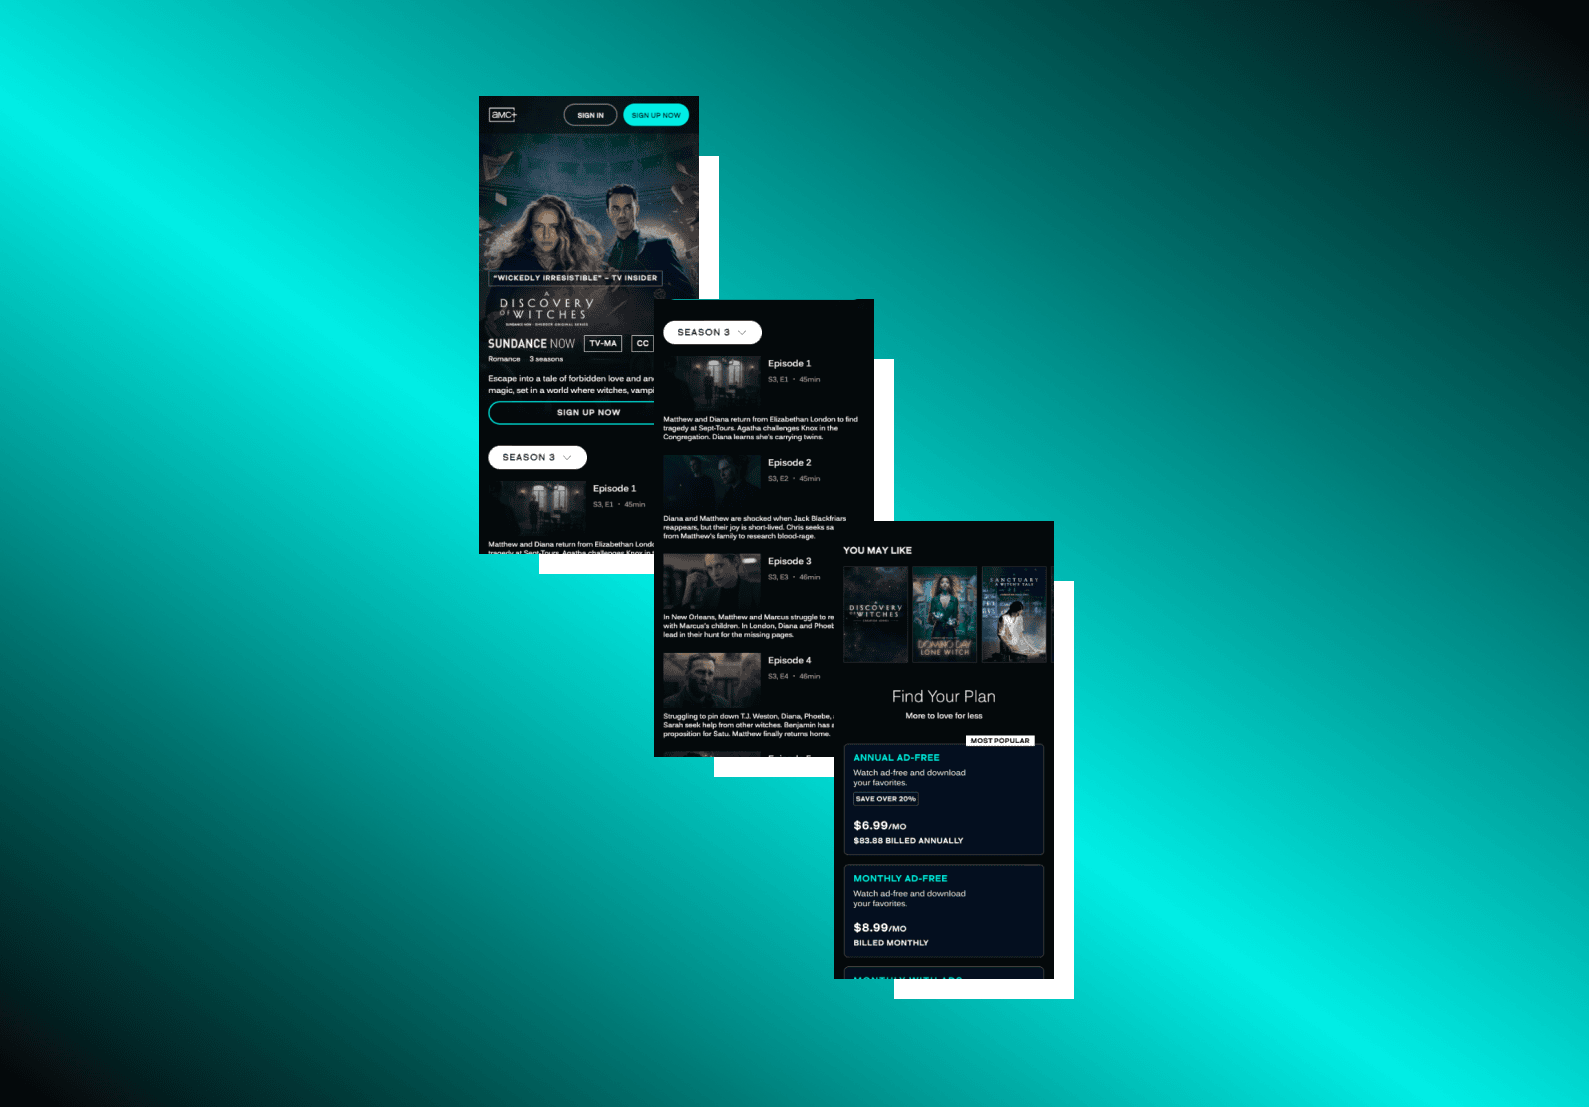 amc+
SIGN IN
SIGN UP NOW
"WICKEDLY IRRESISTIBLE" – TV INSIDER
A
DISCOVERY
OF WITCHES
SUNDANCE NOW
TV-MA
CC
Romance 3 seasons
Escape into a tale of forbidden love and
magic, set in a world where witches,
SIGN UP NOW
SEASON 3
Episode 1
S3, E1 • 45min
Matthew and Diana return from Elizabethan
tragedy at Sept-Tours. Agatha challenges Knox in
SEASON 3
Episode 1
S3, E1 • 45min
Matthew and Diana return from Elizabethan London to find
tragedy at Sept-Tours. Agatha challenges Knox in the
Congregation. Diana learns she's carrying twins.
Episode 2
S3, E2 • 45min
Diana and Matthew are shocked when Jack Blackfriars
reappears, but their joy is short-lived. Chris seeks sa
from Matthew's family to research blood-rage.
Episode 3
S3, E3 • 46min
In New Orleans, Matthew and Marcus struggle to re
with Marcus's children. In London, Diana and Phoeb
lead in their hunt for the missing pages.
Episode 4
S3, E4 • 46min
Struggling to pin down T.J. Weston, Diana, Phoebe,
Sarah seek help from other witches. Benjamin has a
proposition for Satu. Matthew finally returns home.
YOU MAY LIKE
A
DISCOVERY
OF WITCHES
DOMINO DAY
LONE WITCH
SANCTUARY
A WITCH'S TALE
Find Your Plan
More to love for less
MOST POPULAR
ANNUAL AD-FREE
Watch ad-free and download
your favorites.
SAVE OVER 20%
$6.99/MO
$83.88 BILLED ANNUALLY
MONTHLY AD-FREE
Watch ad-free and download
your favorites.
$8.99/MO
BILLED MONTHLY
MONTHLY WITH ADS